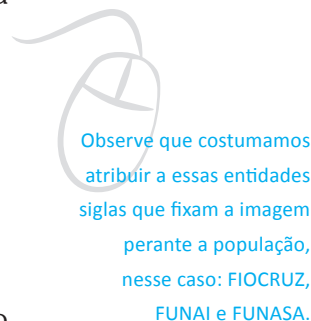 a
Observe que costumamos
atribuir a essas entidades
siglas que fixam a imagem
perante a população,
nesse caso: FIOCRUZ,
FUNAI e FUNASA.